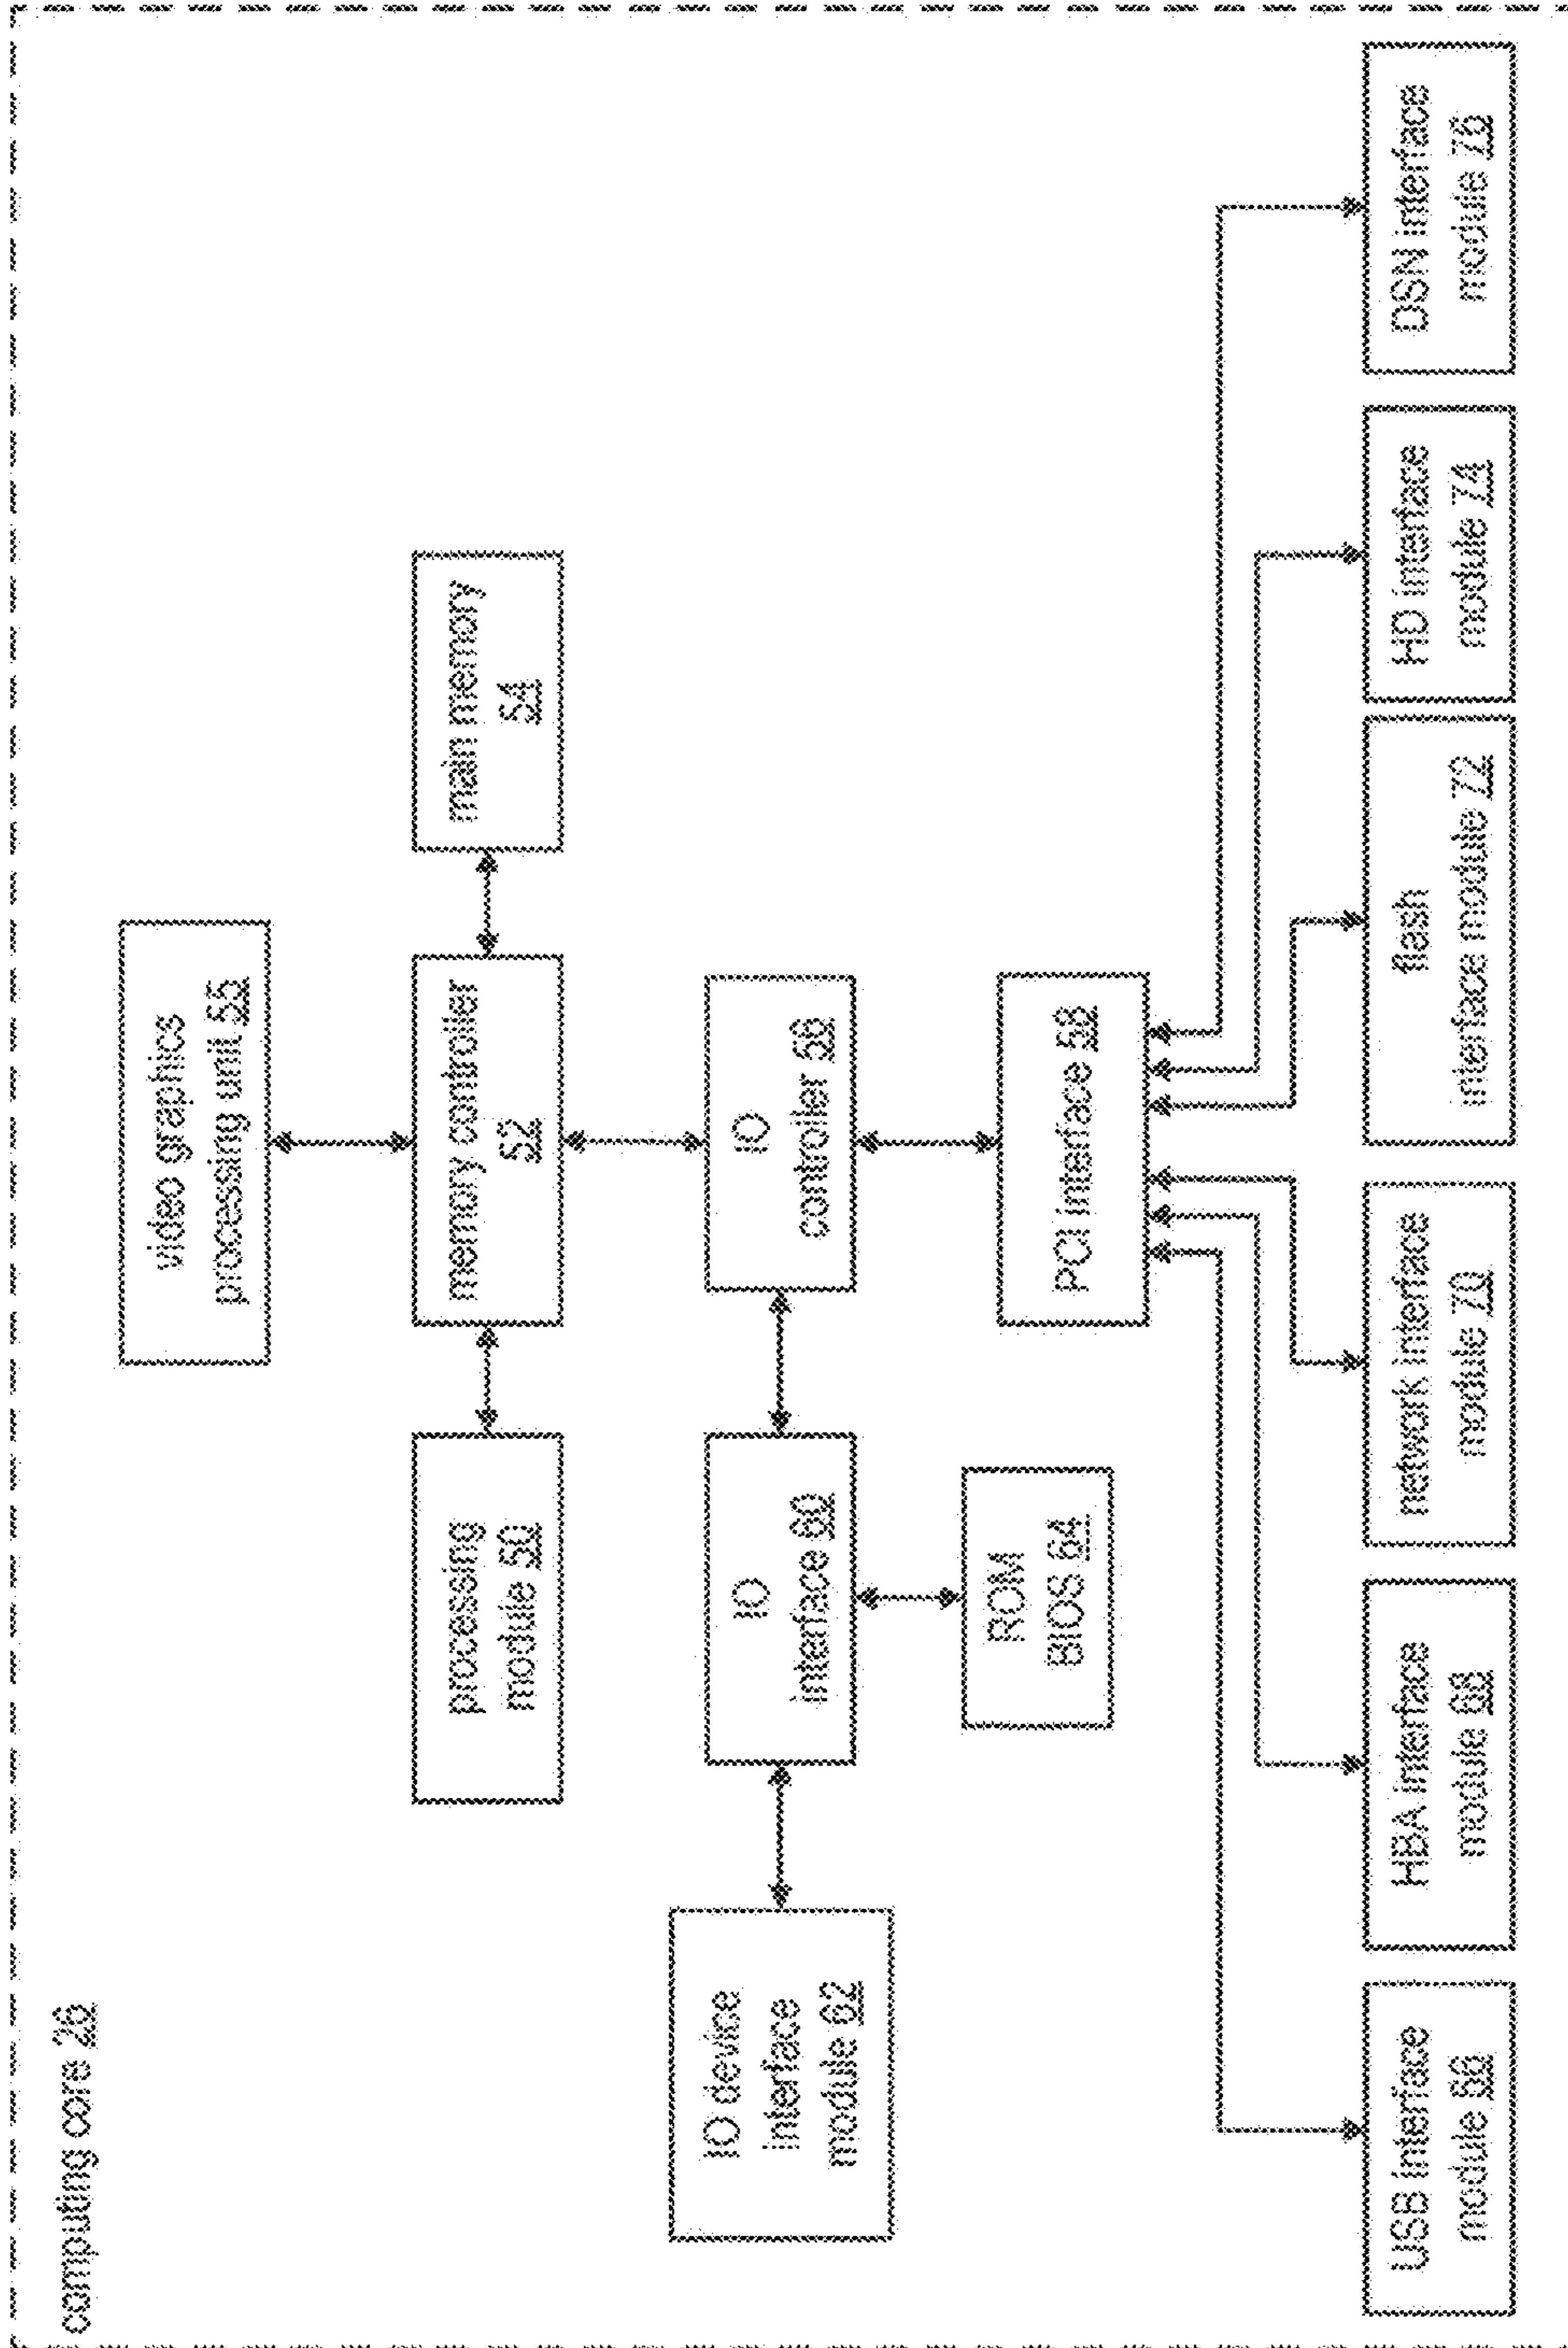 computing core 26
video graphics
processing unit 55
processing
module 50
memory controller
52
main memory
54
IO device
interface
module 62
IO
interface 60
IO
controller 56
ROM
BIOS 64
PCI interface 58
USB interface
module 66
HBA interface
module 68
network interface
module 70
flash
interface module 72
HD interface
module 74
DSN interface
module 76